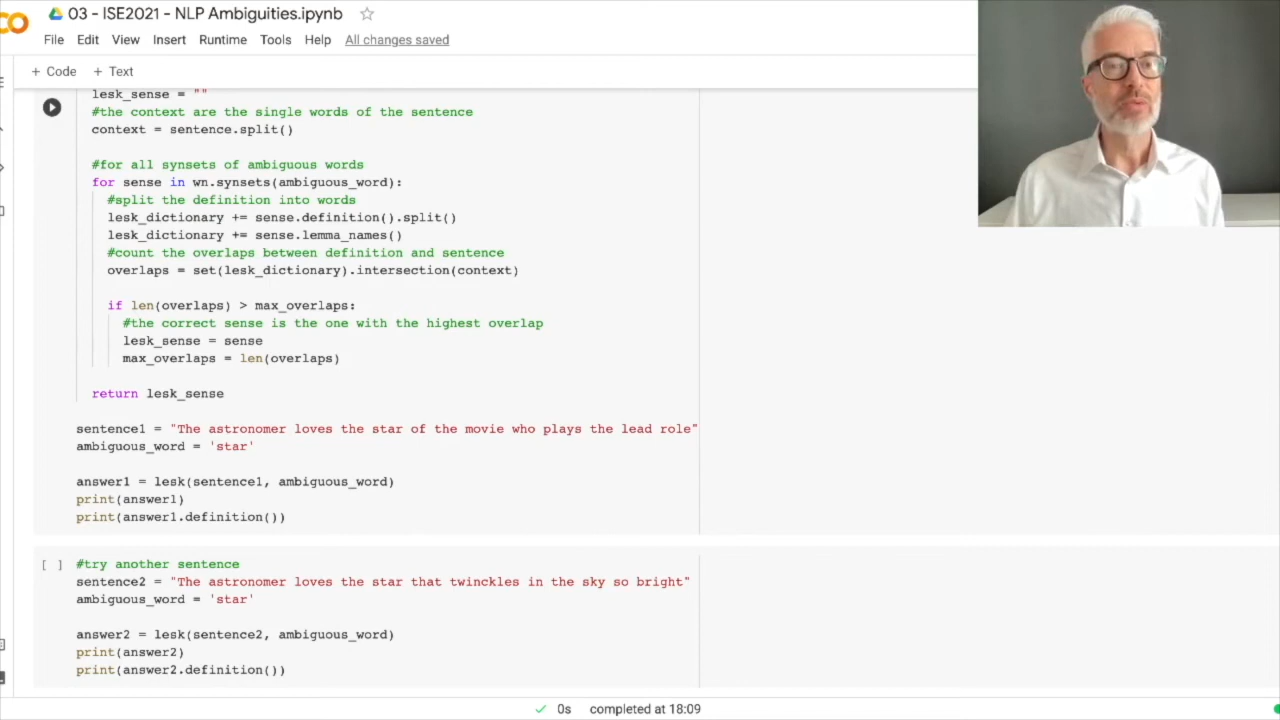 03 - ISE2021 - NLP Ambiguities.ipynb
File Edit View Insert Runtime Tools Help All changes saved
+ Code + Text
lesk_sense = ""
#the context are the single words of the sentence
context = sentence.split()
#for all synsets of ambiguous words
for sense in wn.synsets(ambiguous_word):
#split the definition into words
lesk_dictionary += sense.definition().split()
lesk_dictionary += sense.lemma_names()
#count the overlaps between definition and sentence
overlaps = set(lesk_dictionary).intersection(context)
if len(overlaps) > max_overlaps:
#the correct sense is the one with the highest overlap
lesk_sense = sense
max_overlaps = len(overlaps)
return lesk_sense
sentence1 = "The astronomer loves the star of the movie who plays the lead role"
ambiguous_word = 'star'
answer1 = lesk(sentence1, ambiguous_word)
print(answer1)
print(answer1.definition())
[ ] #try another sentence
sentence2 = "The astronomer loves the star that twinckles in the sky so bright"
ambiguous_word = 'star'
answer2 = lesk(sentence2, ambiguous_word)
print(answer2)
print(answer2.definition())
0s completed at 18:09